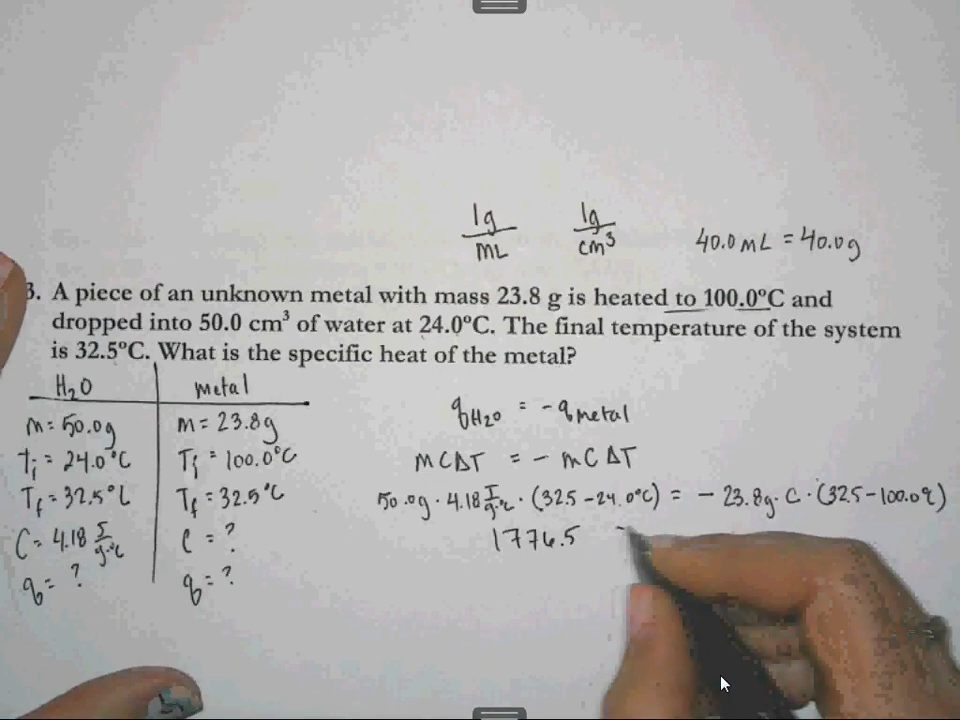 1g
mL
1g
cm³
40.0 mL = 40.0g
3. A piece of an unknown metal with mass 23.8 g is heated to 100.0ºC and
dropped into 50.0 cm³ of water at 24.0ºC. The final temperature of the system
is 32.5ºC. What is the specific heat of the metal?
H₂O
metal
m = 50.0g
m = 23.8g
Ti = 24.0°C
Ti = 100.0°C
Tf = 32.5°C
Tf = 32.5°C
C = 4.18 J/g·°C
C = ?
q = ?
q = ?
qH₂O = -qmetal
mCΔT = - mCΔT
50.0g · 4.18 J/g·°C · (32.5 - 24.0°C) = - 23.8g · C · (32.5 - 100.0°C)
1776.5